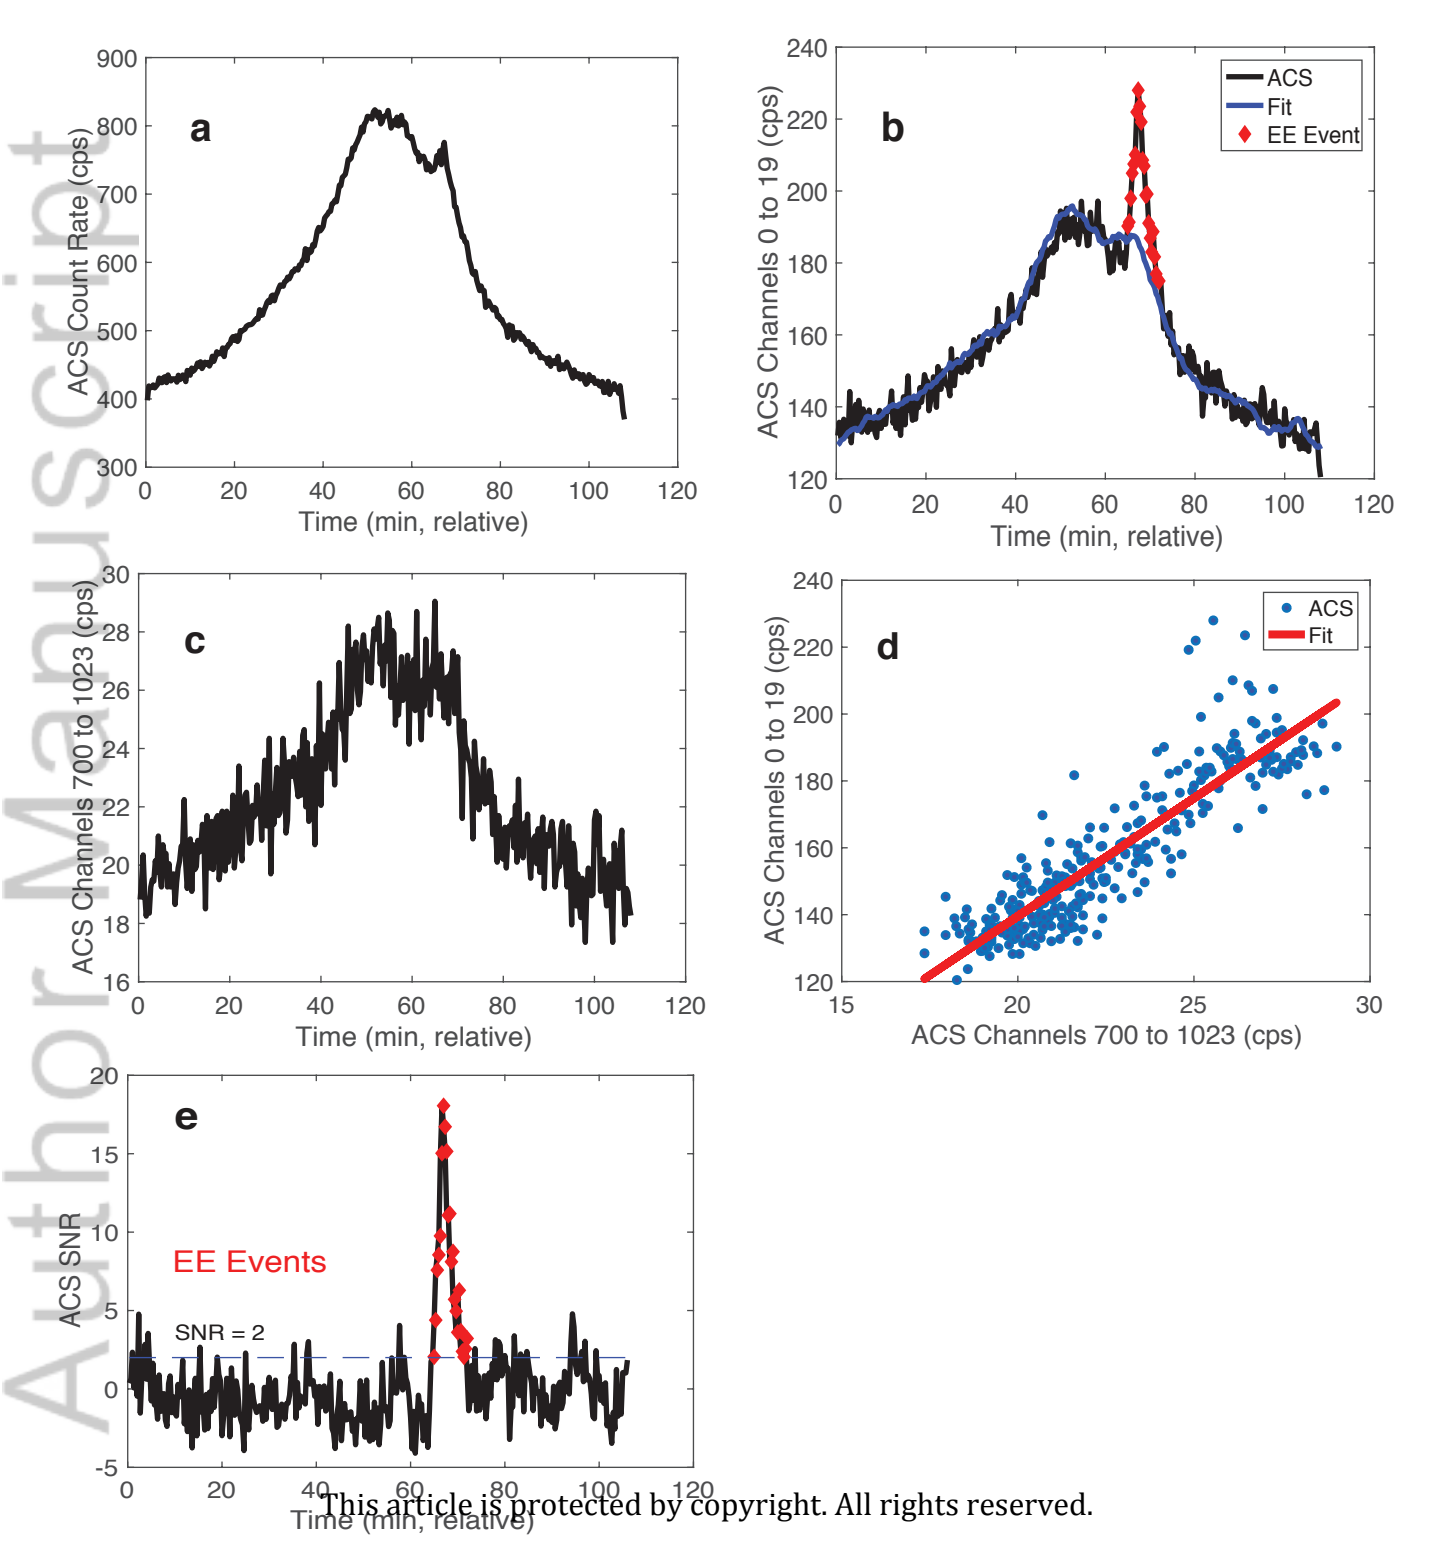 Author Manuscript
a
ACS Count Rate (cps)
900
800
700
600
500
400
300
0 20 40 60 80 100 120
Time (min, relative)
b
ACS Channels 0 to 19 (cps)
240
220
200
180
160
140
120
0 20 40 60 80 100 120
Time (min, relative)
ACS
Fit
EE Event
c
ACS Channels 700 to 1023 (cps)
30
28
26
24
22
20
18
16
0 20 40 60 80 100 120
Time (min, relative)
d
ACS Channels 0 to 19 (cps)
240
220
200
180
160
140
120
15 20 25 30
ACS Channels 700 to 1023 (cps)
ACS
Fit
e
ACS SNR
20
15
10
5
0
-5
EE Events
SNR = 2
0 20 40 60 80 100 120
Time (min, relative)
This article is protected by copyright. All rights reserved.